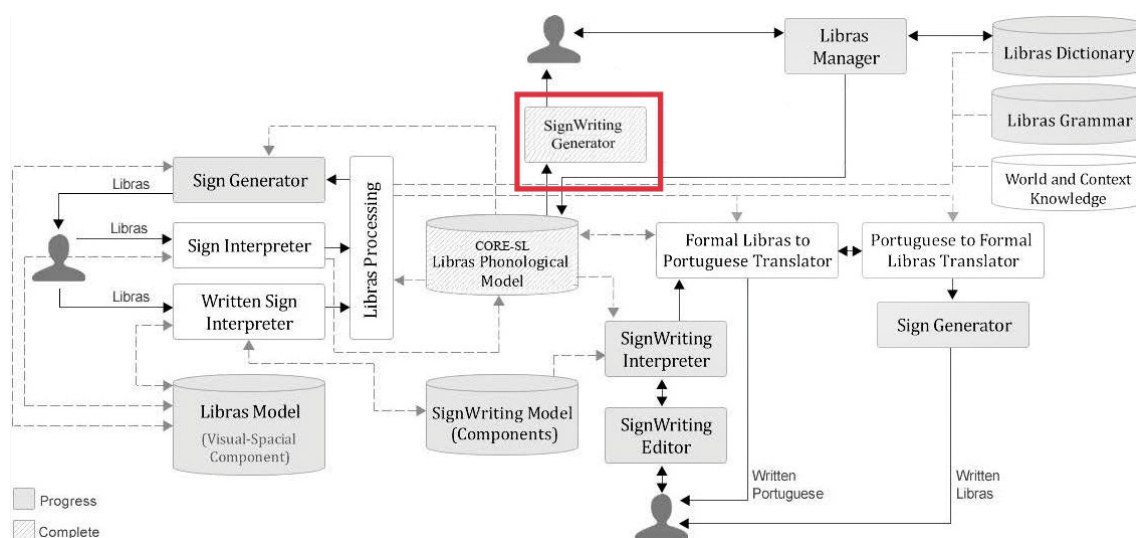 Libras
Manager
Libras Dictionary
SignWriting
Generator
Libras Grammar
Sign Generator
Libras
World and Context
Knowledge
Libras Processing
Libras
Sign Interpreter
CORE-SL
Libras Phonological
Model
Formal Libras to
Portuguese Translator
Portuguese to Formal
Libras Translator
Libras
Written Sign
Interpreter
SignWriting
Interpreter
Sign Generator
Libras Model
(Visual-Spacial
Component)
SignWriting Model
(Components)
SignWriting
Editor
Written
Portuguese
Written
Libras
Progress
Complete